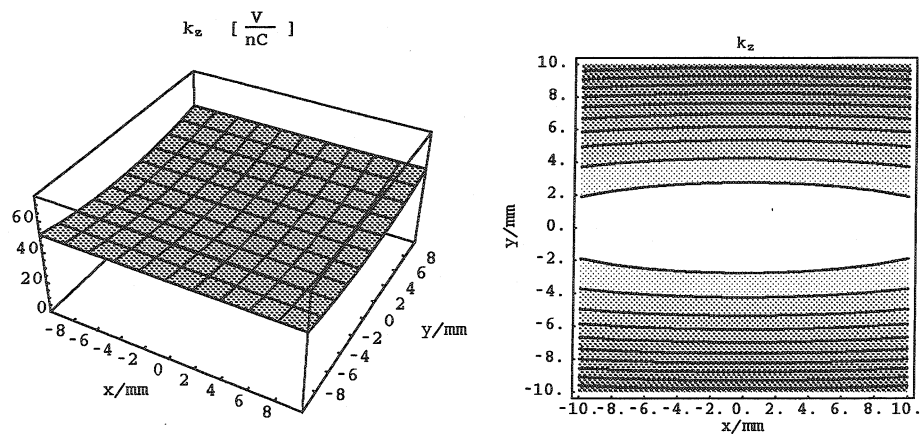 k_z [ V/nC ]
60
40
20
0
-8 -6 -4 -2 0 2 4 6 8
x/mm
-8 -6 -4 -2 0 2 4 6 8
y/mm
k_z
10.
8.
6.
4.
2.
0.
-2.
-4.
-6.
-8.
-10.
y/mm
-10.-8.-6.-4.-2. 0. 2. 4. 6. 8.10.
x/mm